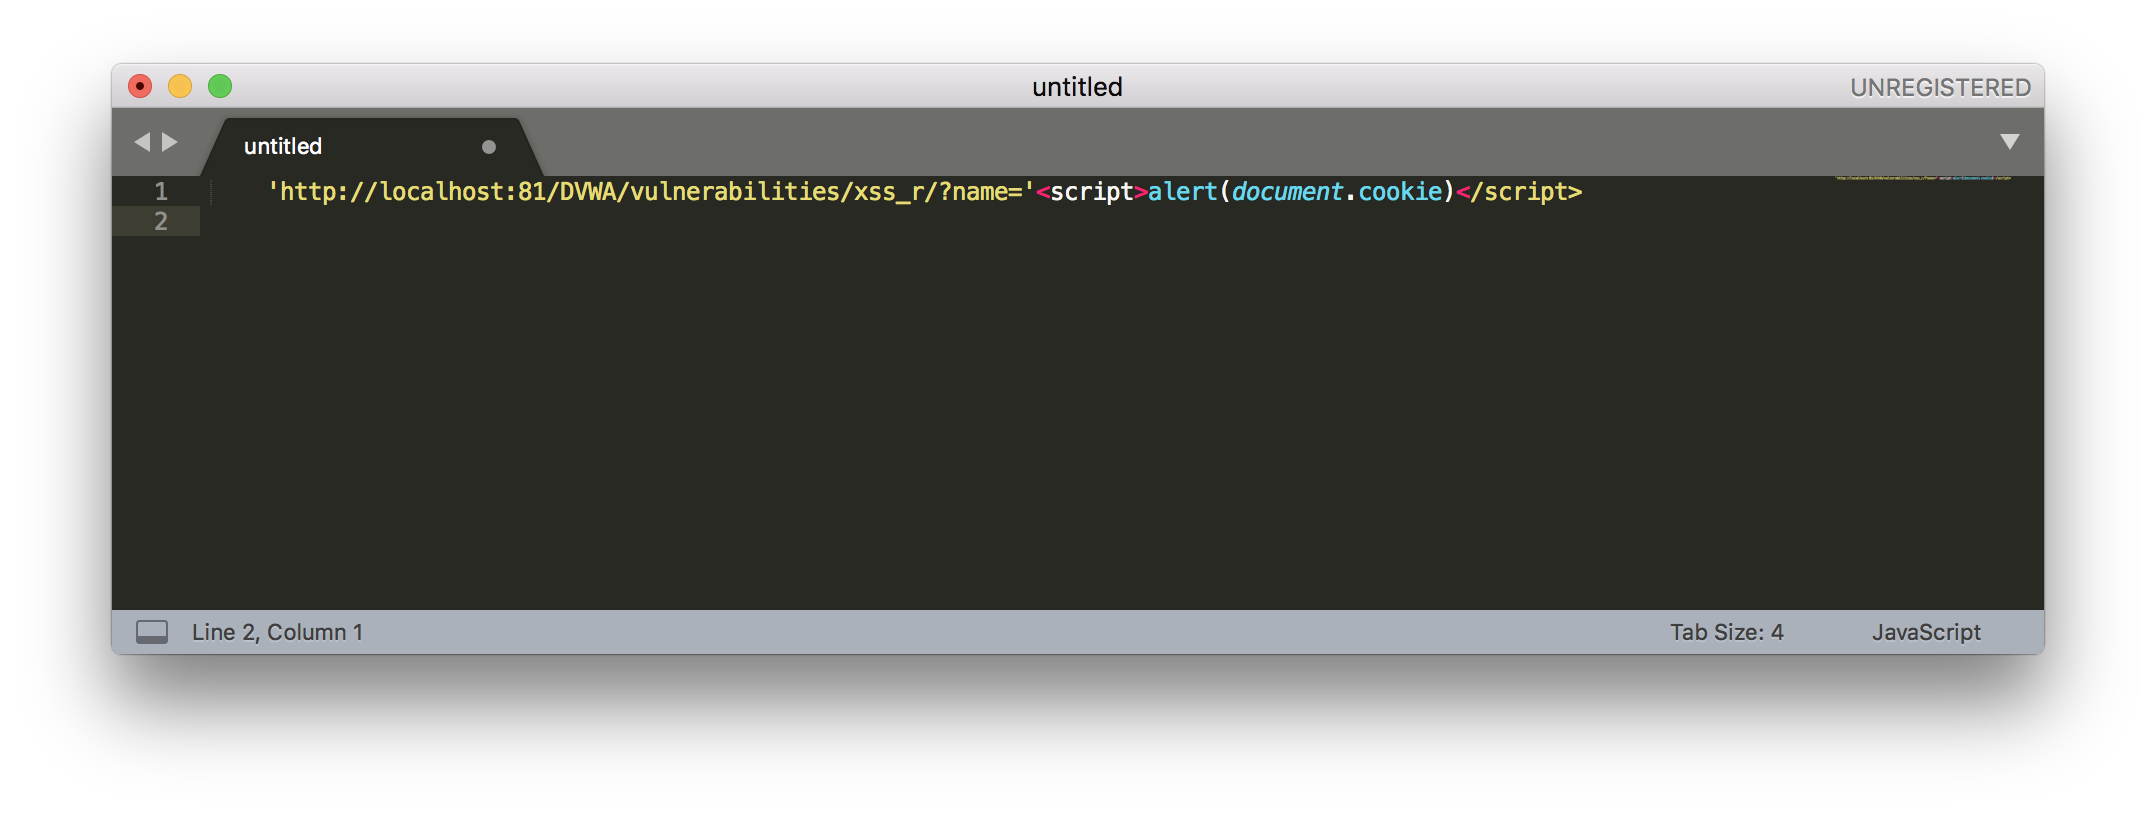 untitled
UNREGISTERED
untitled
1 'http://localhost:81/DVWA/vulnerabilities/xss_r/?name='<script>alert(document.cookie)</script>
2
Line 2, Column 1
Tab Size: 4
JavaScript